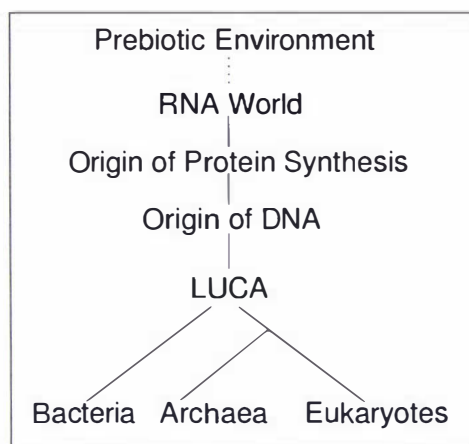 Prebiotic Environment
RNA World
Origin of Protein Synthesis
Origin of DNA
LUCA
Bacteria Archaea Eukaryotes